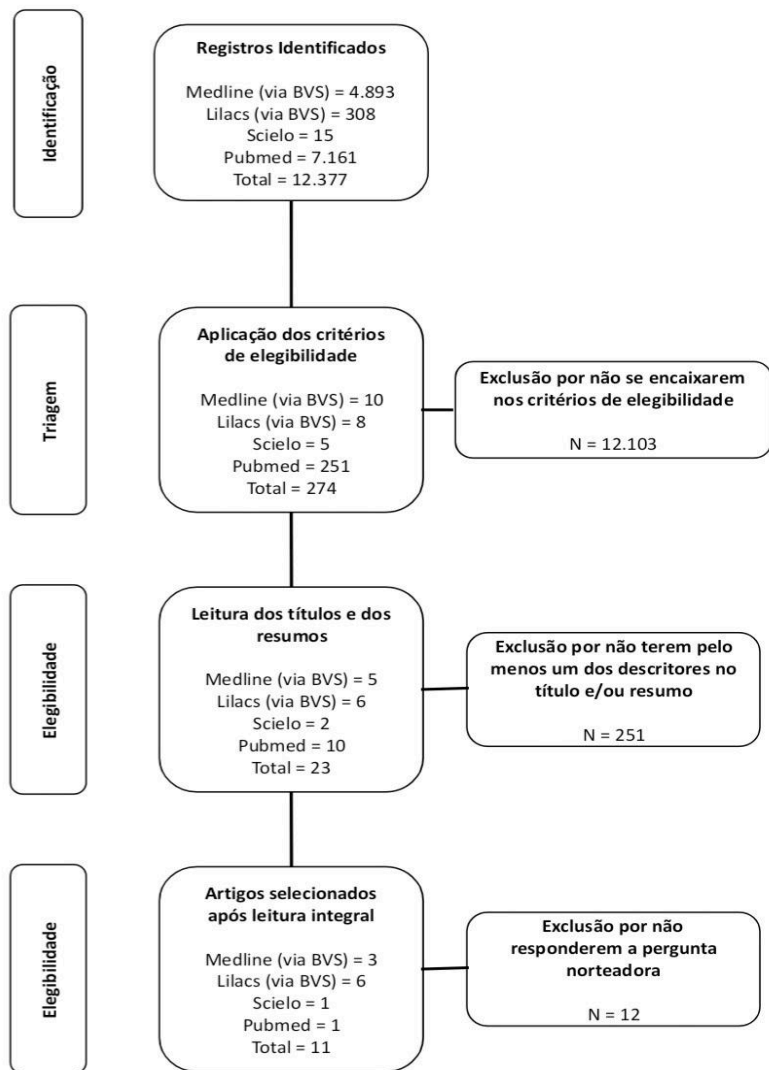 Identificação
Registros Identificados
Medline (via BVS) = 4.893
Lilacs (via BVS) = 308
Scielo = 15
Pubmed = 7.161
Total = 12.377
Triagem
Aplicação dos critérios
de elegibilidade
Medline (via BVS) = 10
Lilacs (via BVS) = 8
Scielo = 5
Pubmed = 251
Total = 274
Exclusão por não se encaixarem
nos critérios de elegibilidade
N = 12.103
Elegibilidade
Leitura dos títulos e dos
resumos
Medline (via BVS) = 5
Lilacs (via BVS) = 6
Scielo = 2
Pubmed = 10
Total = 23
Exclusão por não terem pelo
menos um dos descritores no
título e/ou resumo
N = 251
Elegibilidade
Artigos selecionados
após leitura integral
Medline (via BVS) = 3
Lilacs (via BVS) = 6
Scielo = 1
Pubmed = 1
Total = 11
Exclusão por não
responderem a pergunta
norteadora
N = 12